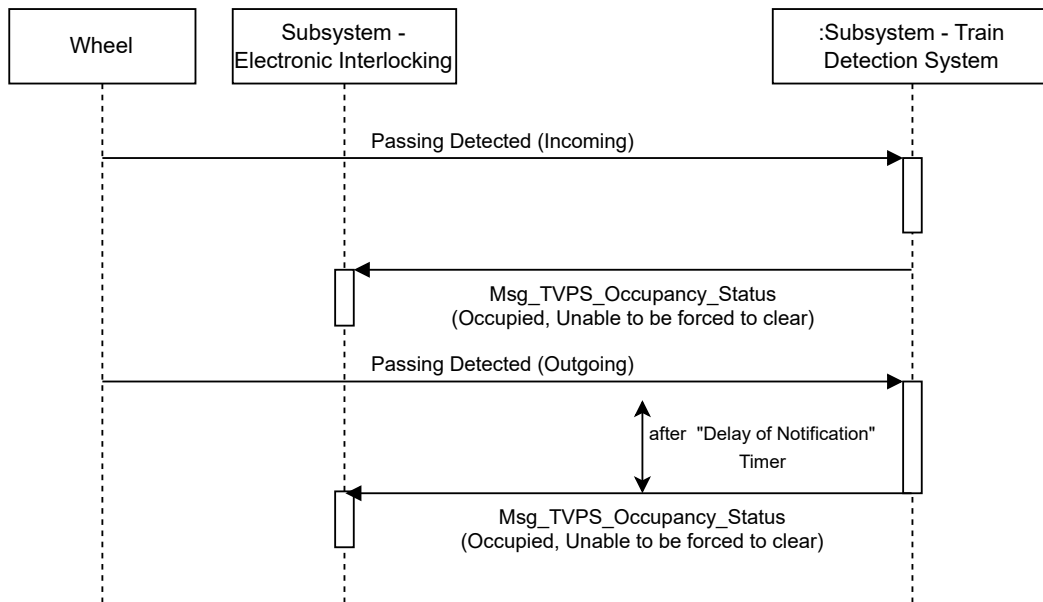 Wheel
Subsystem -
Electronic Interlocking
:Subsystem - Train
Detection System
Passing Detected (Incoming)
Msg_TVPS_Occupancy_Status
(Occupied, Unable to be forced to clear)
Passing Detected (Outgoing)
after "Delay of Notification"
Timer
Msg_TVPS_Occupancy_Status
(Occupied, Unable to be forced to clear)